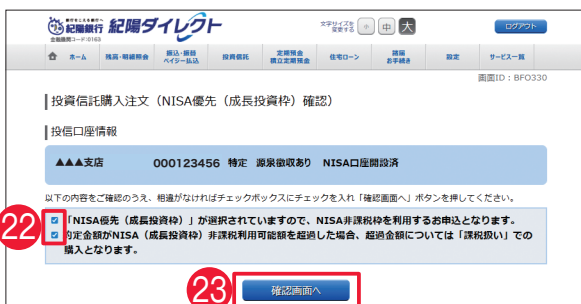 銀行をこえる銀行へ
紀陽銀行 紀陽ダイレクト
金融機関コード:0163
文字サイズを変更する 小 中 大
ログアウト
ホーム 残高・明細照会 振込・振替 ペイジー払込 投資信託 定期預金 積立定期預金 住宅ローン 諸届 お手続き 設定 サービス一覧
画面ID:BFO330
投資信託購入注文(NISA優先(成長投資枠)確認)
投信口座情報
▲▲▲支店 000123456 特定 源泉徴収あり NISA口座開設済
以下の内容をご確認のうえ、相違がなければチェックボックスにチェックを入れ「確認画面へ」ボタンを押してください。
22 「NISA優先(成長投資枠)」が選択されていますので、NISA非課税枠を利用するお申込となります。
約定金額がNISA(成長投資枠)非課税利用可能額を超過した場合、超過金額については「課税扱い」での
購入となります。
23 確認画面へ